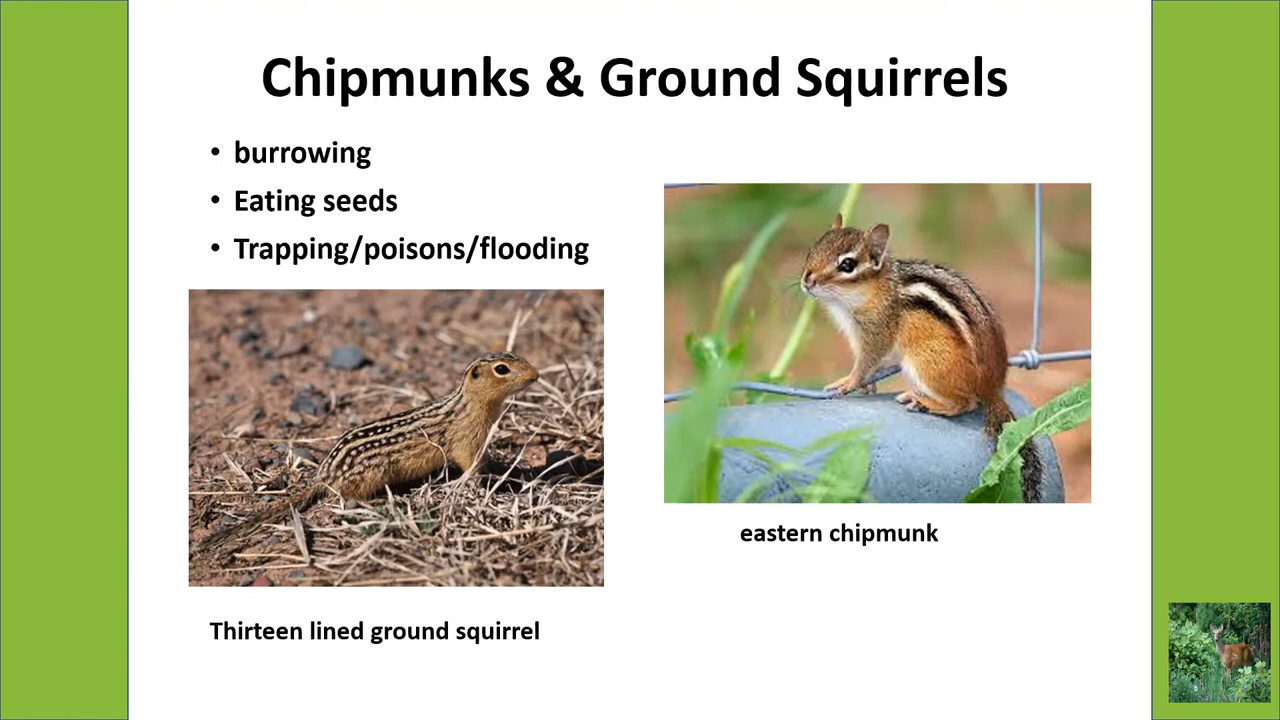 Chipmunks & Ground Squirrels
• burrowing
• Eating seeds
• Trapping/poisons/flooding
eastern chipmunk
Thirteen lined ground squirrel